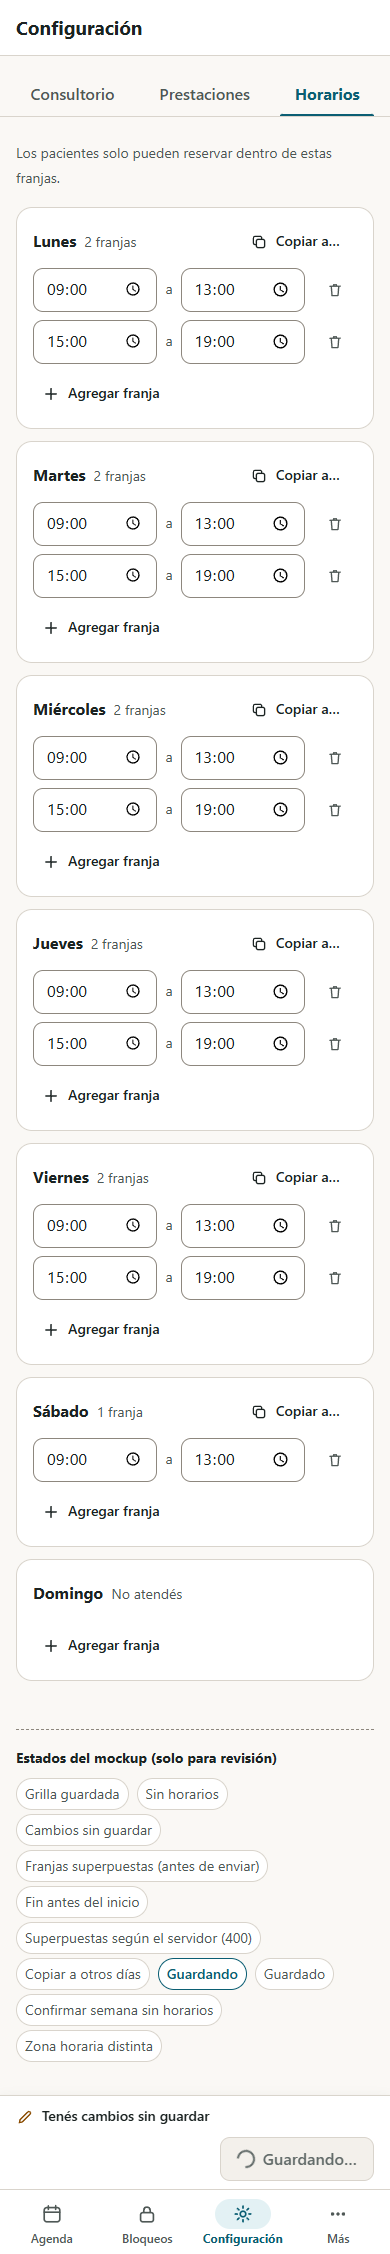 Configuración
Consultorio Prestaciones Horarios
Los pacientes solo pueden reservar dentro de estas
franjas.
Lunes 2 franjas Copiar a...
09:00 a 13:00
15:00 a 19:00
Agregar franja
Martes 2 franjas Copiar a...
09:00 a 13:00
15:00 a 19:00
Agregar franja
Miércoles 2 franjas Copiar a...
09:00 a 13:00
15:00 a 19:00
Agregar franja
Jueves 2 franjas Copiar a...
09:00 a 13:00
15:00 a 19:00
Agregar franja
Viernes 2 franjas Copiar a...
09:00 a 13:00
15:00 a 19:00
Agregar franja
Sábado 1 franja Copiar a...
09:00 a 13:00
Agregar franja
Domingo No atendés
Agregar franja
Estados del mockup (solo para revisión)
Grilla guardada Sin horarios
Cambios sin guardar
Franjas superpuestas (antes de enviar)
Fin antes del inicio
Superpuestas según el servidor (400)
Copiar a otros días Guardando Guardado
Confirmar semana sin horarios
Zona horaria distinta
Tenés cambios sin guardar
Guardando...
Agenda Bloqueos Configuración Más